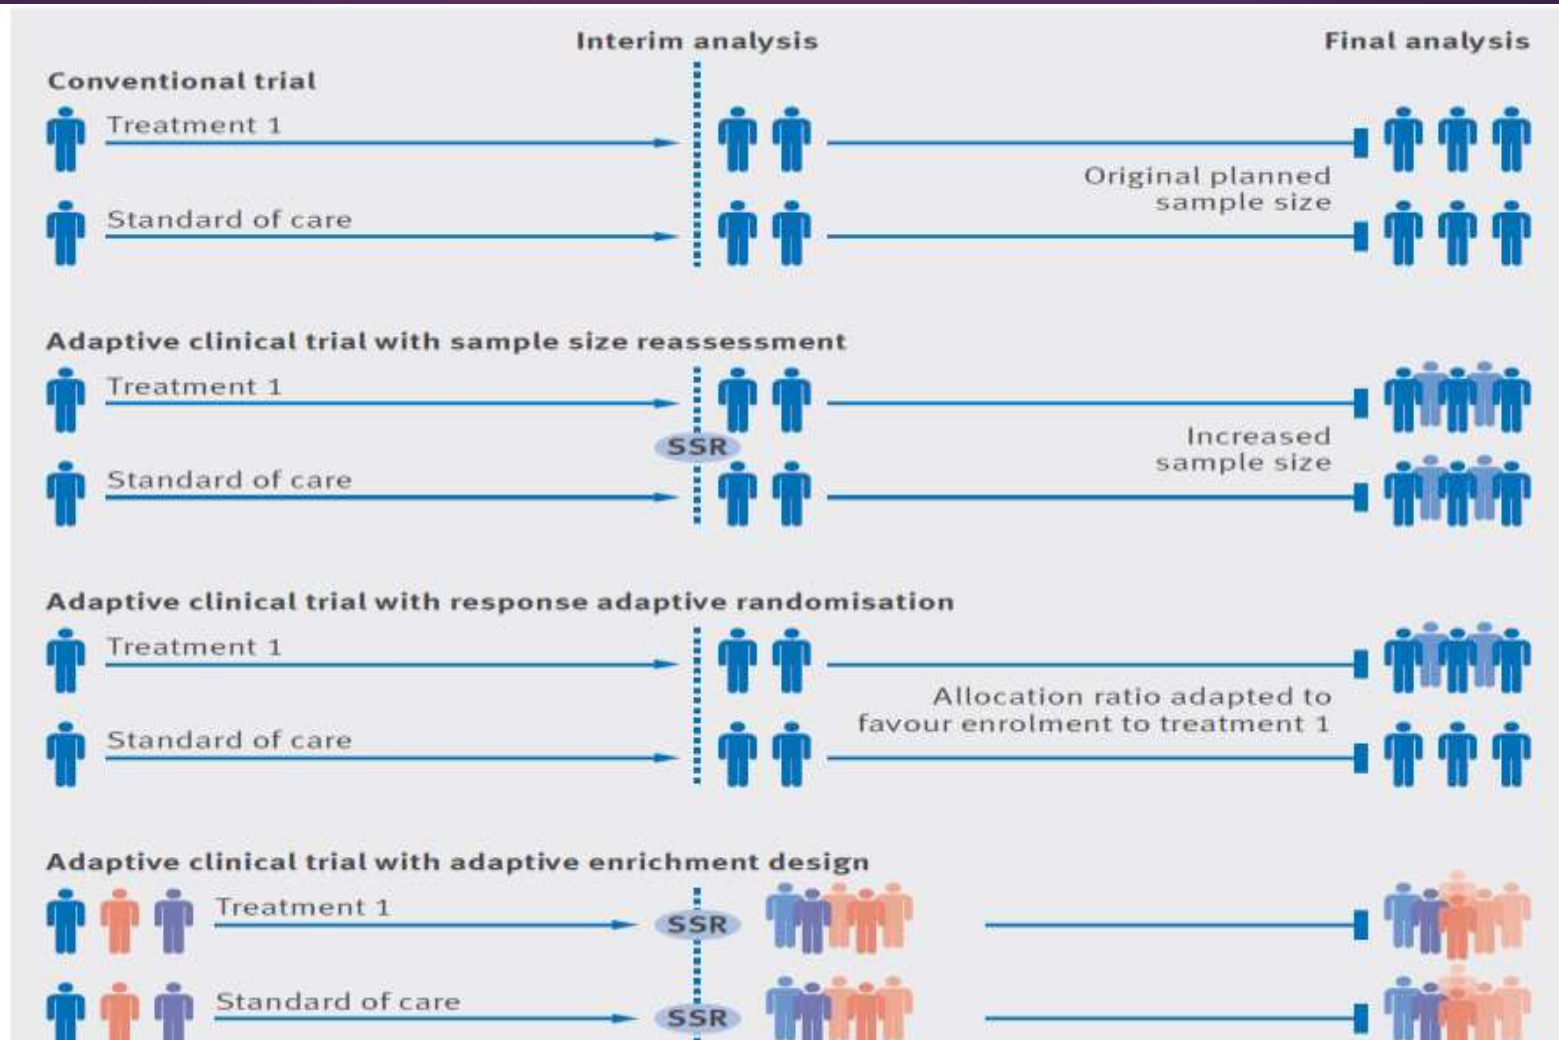 Interim analysis
Final analysis
Conventional trial
Treatment 1
Original planned
sample size
Standard of care
Adaptive clinical trial with sample size reassessment
Treatment 1
SSR
Increased
sample size
Standard of care
Adaptive clinical trial with response adaptive randomisation
Treatment 1
Allocation ratio adapted to
favour enrolment to treatment 1
Standard of care
Adaptive clinical trial with adaptive enrichment design
Treatment 1
SSR
Standard of care
SSR